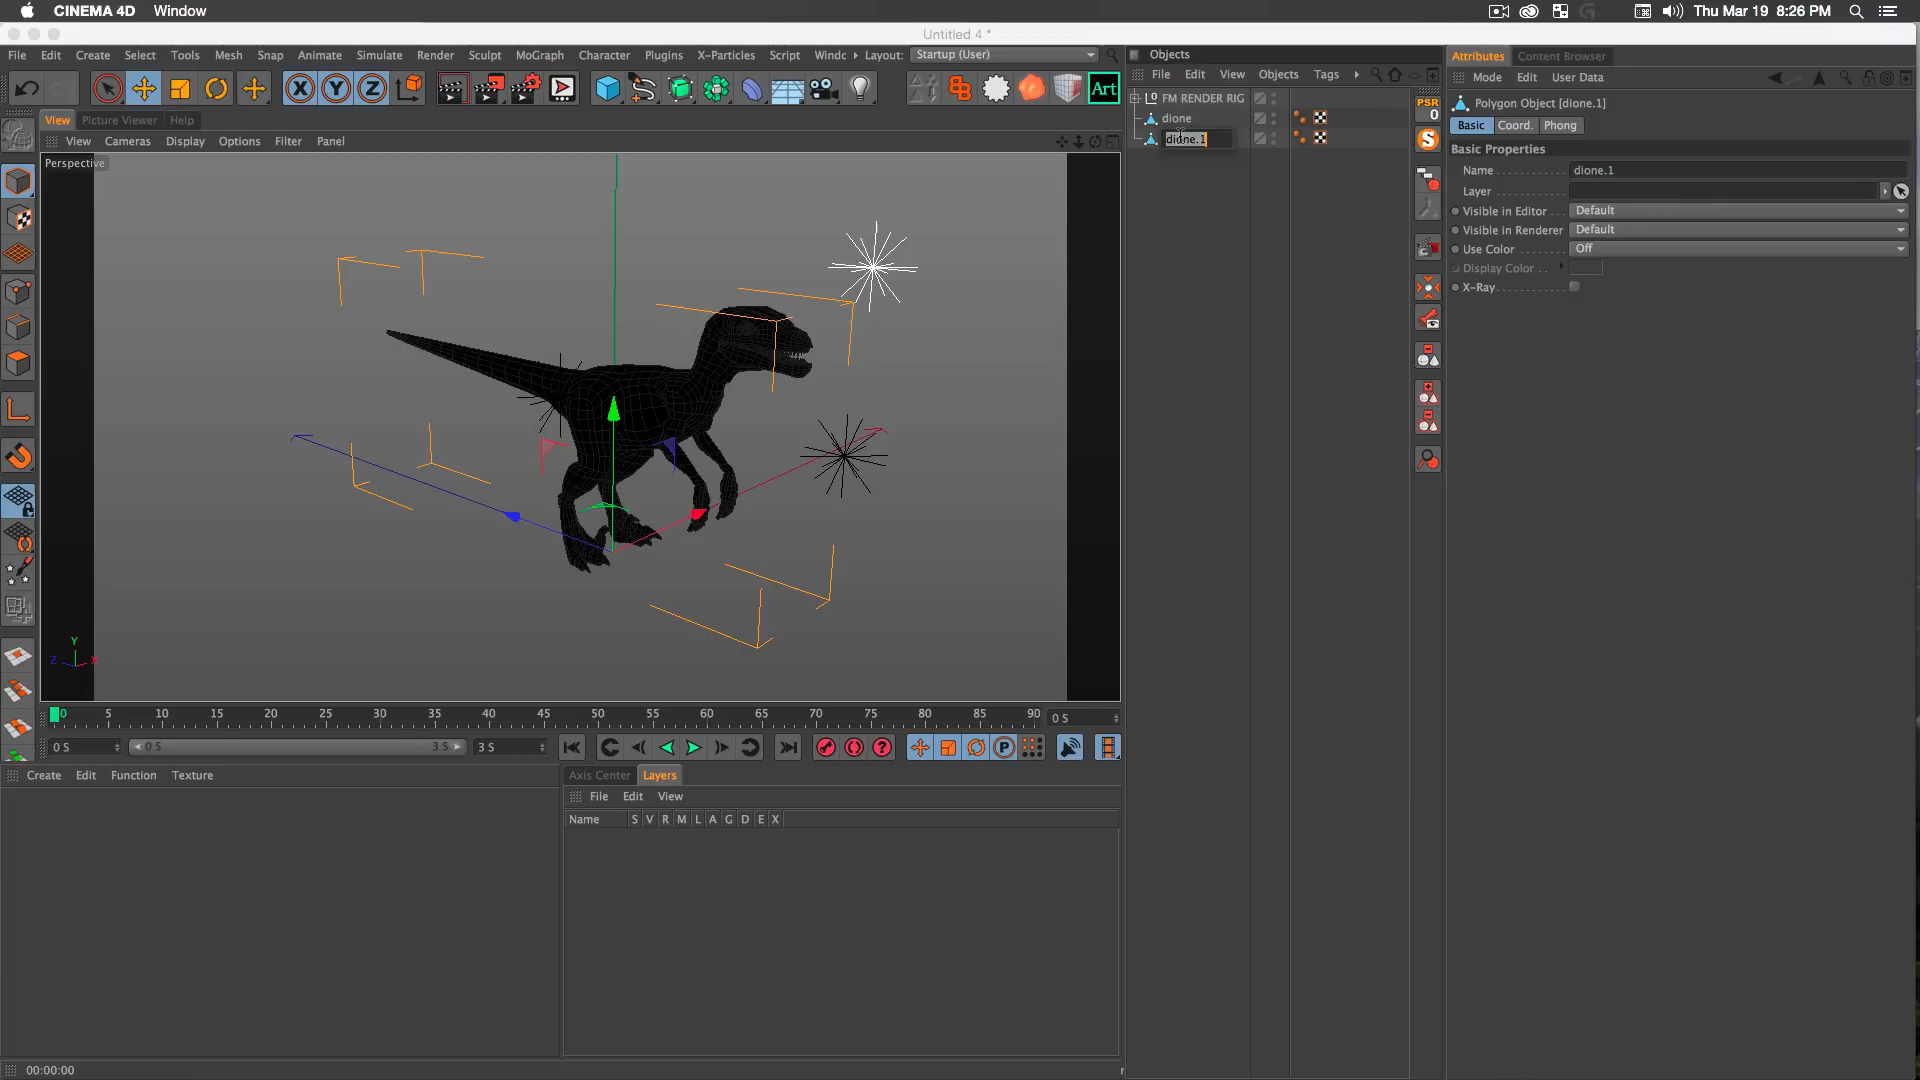 CINEMA 4D Window Thu Mar 19 8:26 PM
Untitled 4 *
File Edit Create Select Tools Mesh Snap Animate Simulate Render Sculpt MoGraph Character Plugins X-Particles Script Windc Layout: Startup (User)
Objects
Attributes Content Browser
File Edit View Objects Tags
Mode Edit User Data
X Y Z Art
FM RENDER RIG
dione
dione.1
PSR
0
Polygon Object [dione.1]
Basic Coord. Phong
Basic Properties
Name dione.1
Layer
Visible in Editor Default
Visible in Renderer Default
Use Color Off
Display Color
X-Ray
View Picture Viewer Help
View Cameras Display Options Filter Panel
Perspective
Y
Z X
0 5 10 15 20 25 30 35 40 45 50 55 60 65 70 75 80 85 90 0 S
0 S 0 S 3 S 3 S P
Create Edit Function Texture
Axis Center Layers
File Edit View
Name S V R M L A G D E X
00:00:00